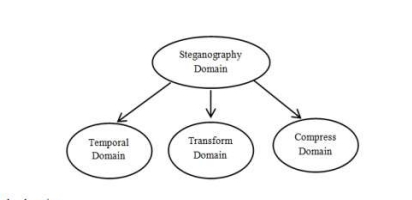 Steganography
Domain
Temporal
Domain
Transform
Domain
Compress
Domain